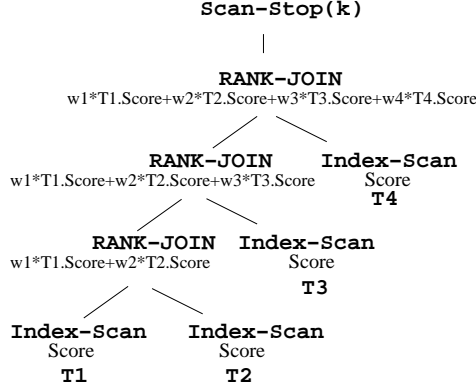 Scan-Stop(k)
RANK-JOIN
w1*T1.Score+w2*T2.Score+w3*T3.Score+w4*T4.Score
RANK-JOIN
Index-Scan
w1*T1.Score+w2*T2.Score+w3*T3.Score
Score
T4
RANK-JOIN
Index-Scan
w1*T1.Score+w2*T2.Score
Score
T3
Index-Scan
Index-Scan
Score
Score
T1
T2